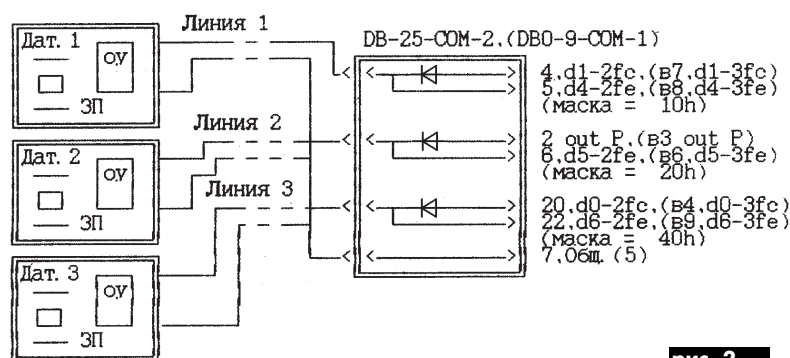 Линия 1
DB-25-COM-2.(DB0-9-COM-1)
Дат. 1
ОУ
ЗП
4.d1-2fc.(в7.d1-3fc)
5.d4-2fe.(в8.d4-3fe)
(маска = 10h)
Линия 2
Дат. 2
ОУ
ЗП
2 out P.(в3 out P)
6.d5-2fe.(в6.d5-3fe)
(маска = 20h)
Линия 3
20.d0-2fc.(в4.d0-3fc)
22.d6-2fe.(в9.d6-3fe)
(маска = 40h)
7.Общ.(5)
Дат. 3
ОУ
ЗП